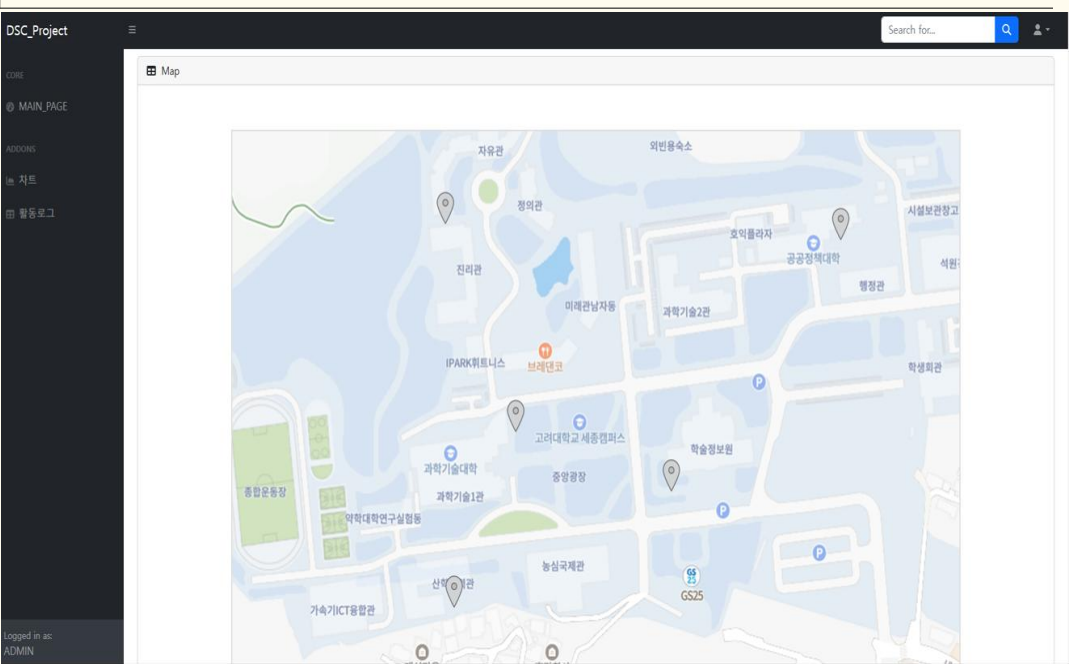 DSC_Project
Search for...
CORE
MAIN_PAGE
ADDONS
차트
활동로그
Logged in as:
ADMIN
Map
자유관
외빈용숙소
정의관
시설보관창고
호익플라자
공공정책대학
석원
진리관
행정관
미래관남자동
과학기술2관
IPARK휘트니스
브레댄코
학생회관
고려대학교 세종캠퍼스
학술정보원
과학기술대학
중앙광장
종합운동장
과학기술1관
약학대학연구실험동
농심국제관
GS
25
GS25
가속기ICT융합관
P
P
P